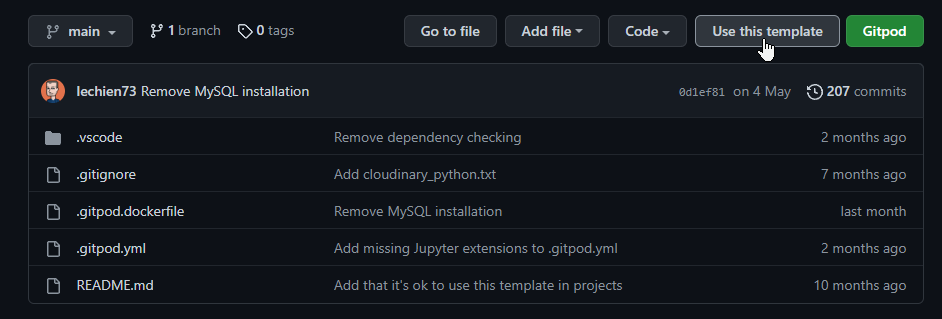 main 1 branch 0 tags Go to file Add file Code Use this template Gitpod
lechien73 Remove MySQL installation 0d1ef81 on 4 May 207 commits
.vscode Remove dependency checking 2 months ago
.gitignore Add cloudinary_python.txt 7 months ago
.gitpod.dockerfile Remove MySQL installation last month
.gitpod.yml Add missing Jupyter extensions to .gitpod.yml 2 months ago
README.md Add that it's ok to use this template in projects 10 months ago